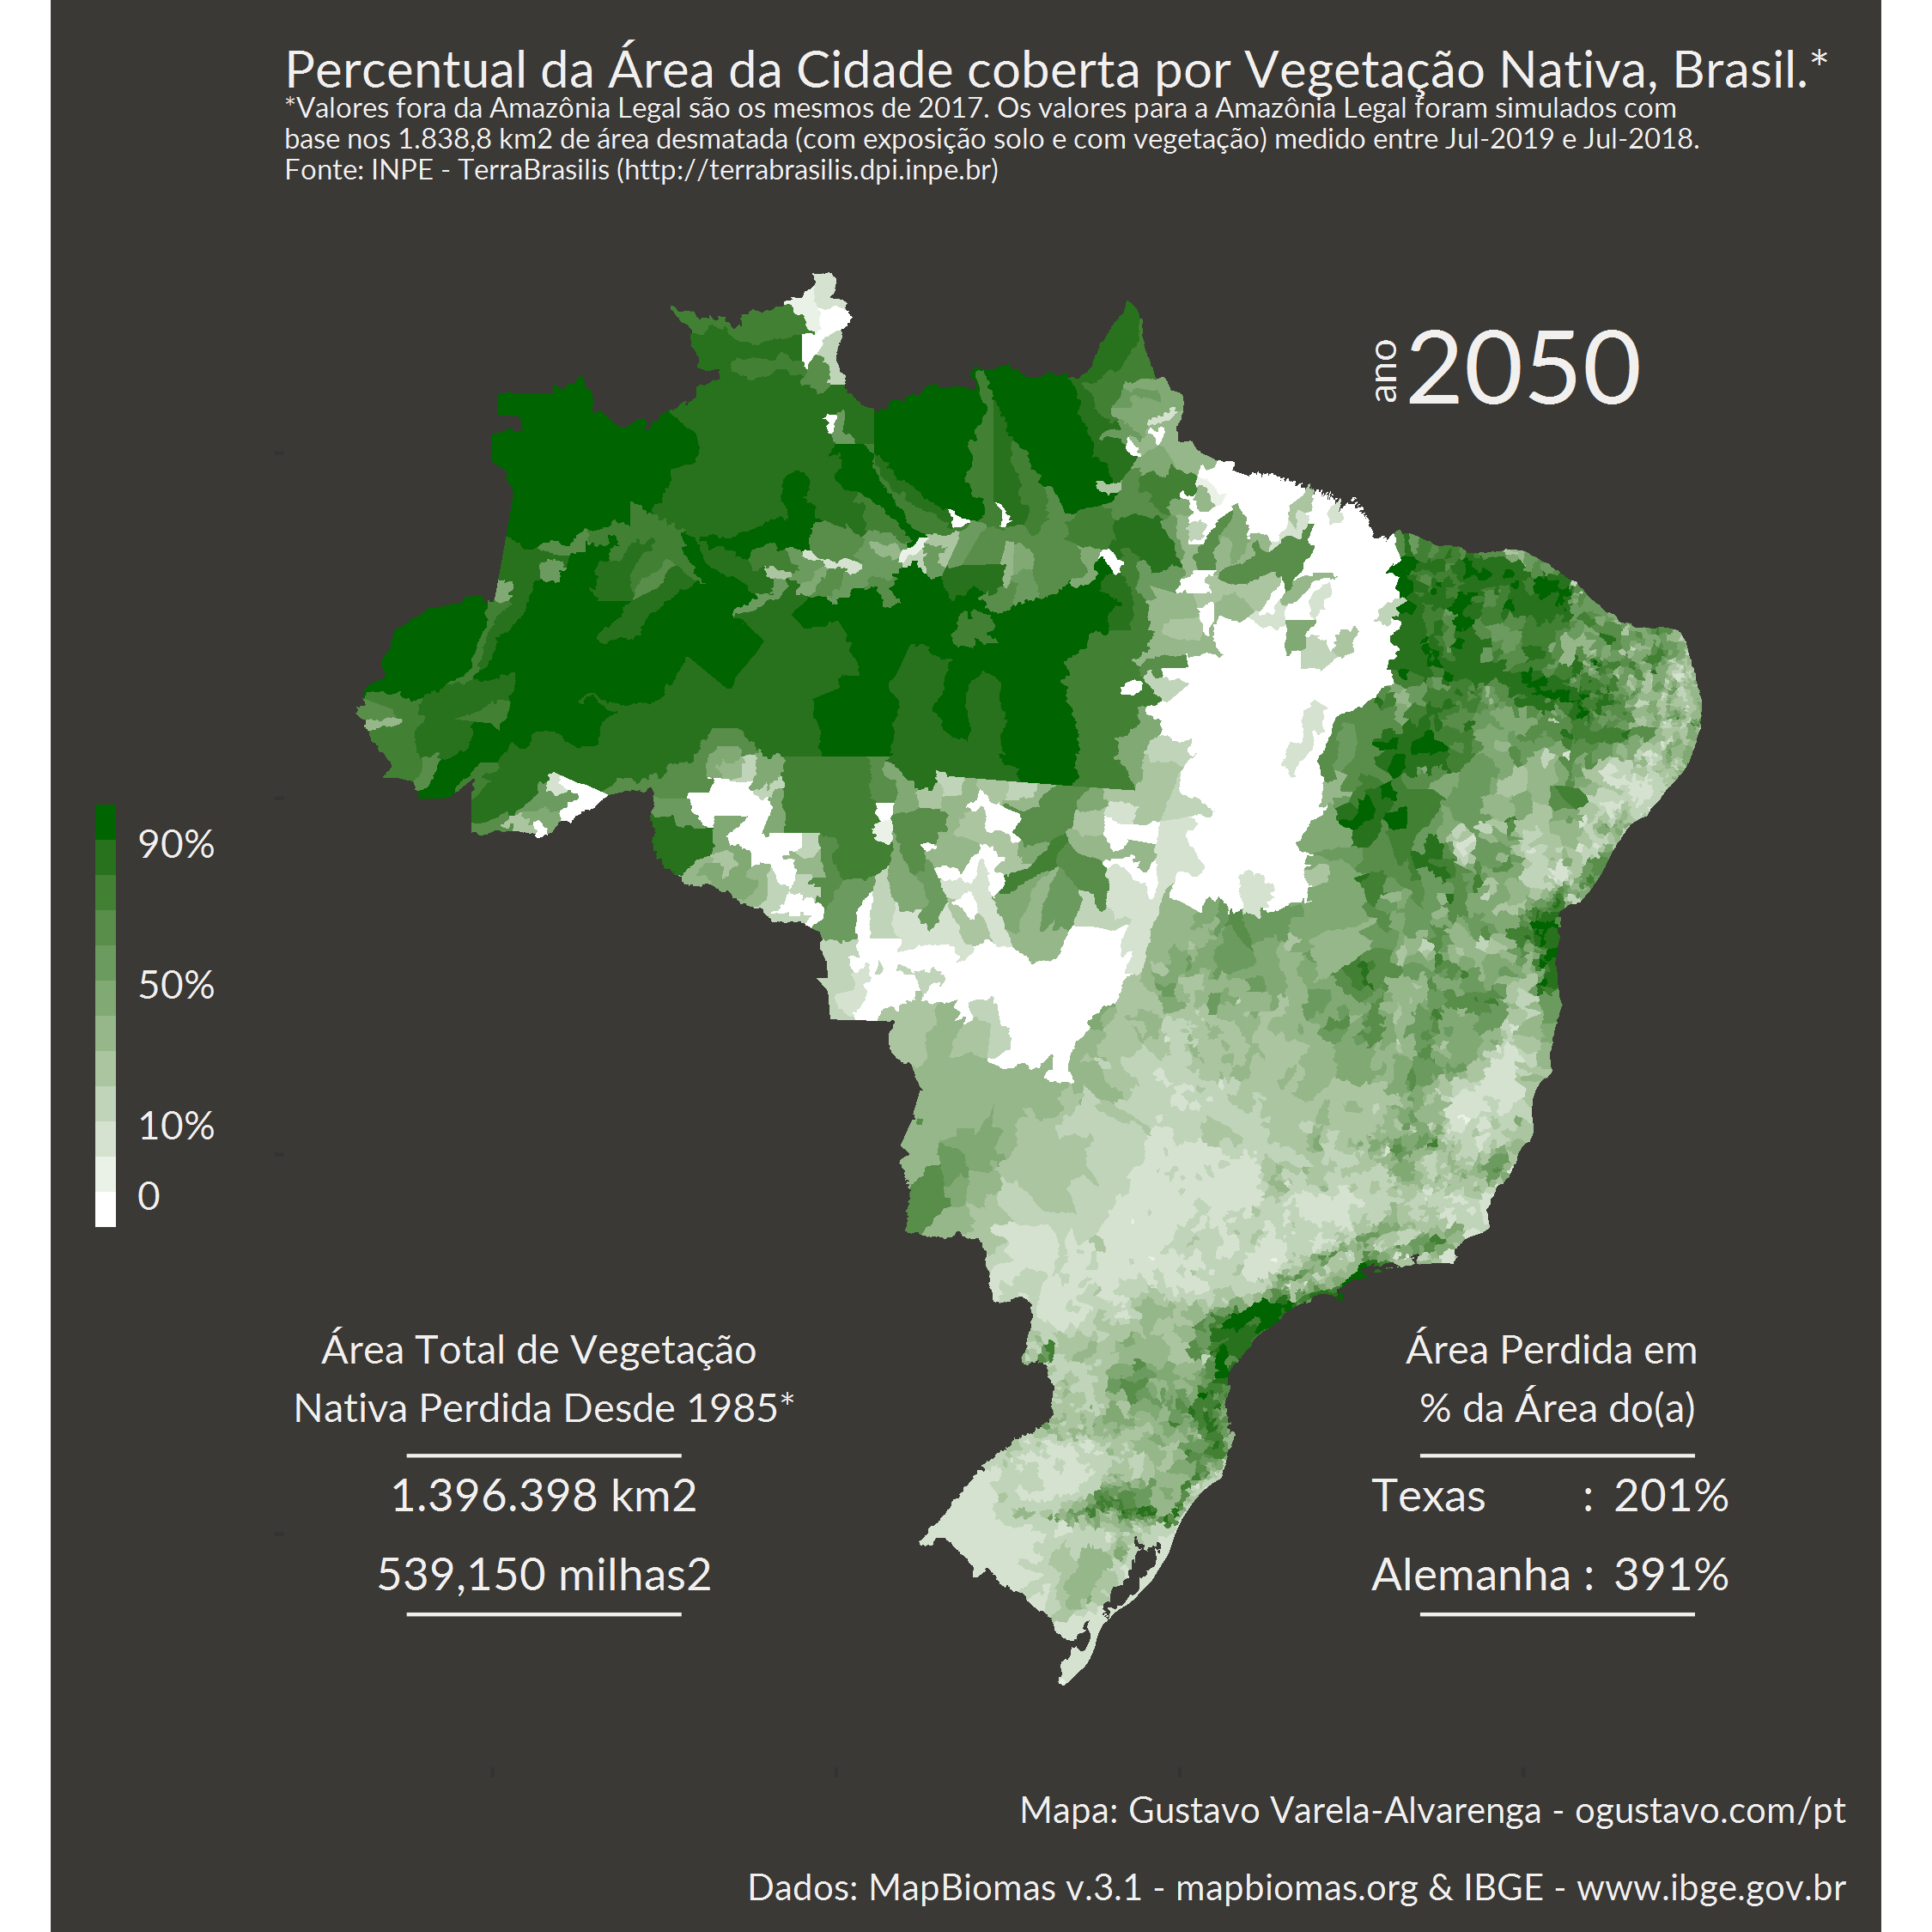 Percentual da Área da Cidade coberta por Vegetação Nativa, Brasil.*
*Valores fora da Amazônia Legal são os mesmos de 2017. Os valores para a Amazônia Legal foram simulados com
base nos 1.838,8 km2 de área desmatada (com exposição solo e com vegetação) medido entre Jul-2019 e Jul-2018.
Fonte: INPE - TerraBrasilis (http://terrabrasilis.dpi.inpe.br)
ano 2050
90%
50%
10%
0
Área Total de Vegetação
Nativa Perdida Desde 1985*
1.396.398 km2
539,150 milhas2
Área Perdida em
% da Área do(a)
Texas : 201%
Alemanha : 391%
Mapa: Gustavo Varela-Alvarenga - ogustavo.com/pt
Dados: MapBiomas v.3.1 - mapbiomas.org & IBGE - www.ibge.gov.br